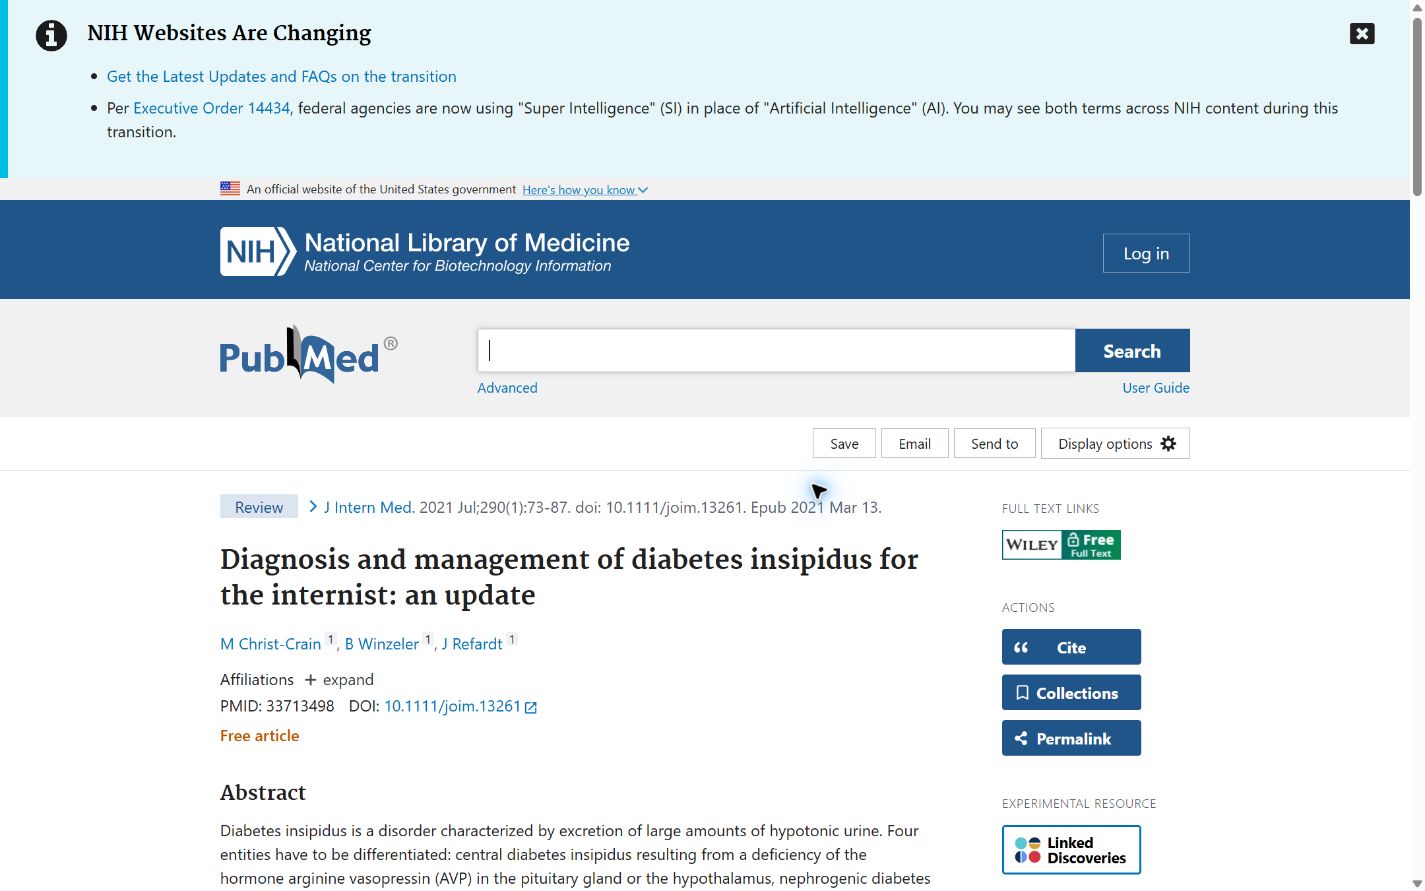 NIH Websites Are Changing
Get the Latest Updates and FAQs on the transition
Per Executive Order 14434, federal agencies are now using "Super Intelligence" (SI) in place of "Artificial Intelligence" (AI). You may see both terms across NIH content during this
transition.
An official website of the United States government Here's how you know
NIH National Library of Medicine
National Center for Biotechnology Information
Log in
PubMed®
Search
Advanced
User Guide
Save
Email
Send to
Display options
Review
J Intern Med. 2021 Jul;290(1):73-87. doi: 10.1111/joim.13261. Epub 2021 Mar 13.
Diagnosis and management of diabetes insipidus for
the internist: an update
M Christ-Crain 1, B Winzeler 1, J Refardt 1
Affiliations + expand
PMID: 33713498 DOI: 10.1111/joim.13261
Free article
Abstract
Diabetes insipidus is a disorder characterized by excretion of large amounts of hypotonic urine. Four
entities have to be differentiated: central diabetes insipidus resulting from a deficiency of the
hormone arginine vasopressin (AVP) in the pituitary gland or the hypothalamus, nephrogenic diabetes
FULL TEXT LINKS
WILEY Free
Full Text
ACTIONS
Cite
Collections
Permalink
EXPERIMENTAL RESOURCE
Linked
Discoveries